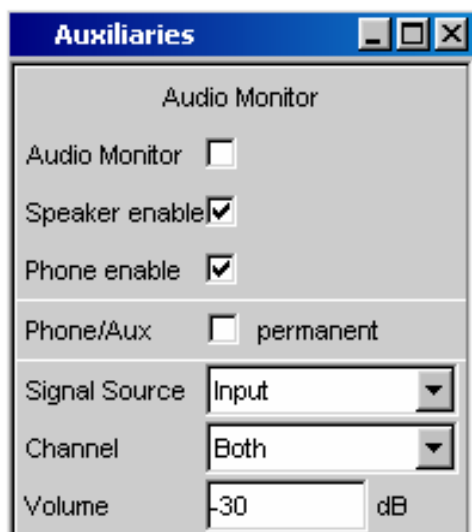 Auxiliaries
Audio Monitor
Audio Monitor
Speaker enable
Phone enable
Phone/Aux permanent
Signal Source Input
Channel Both
Volume -30 dB